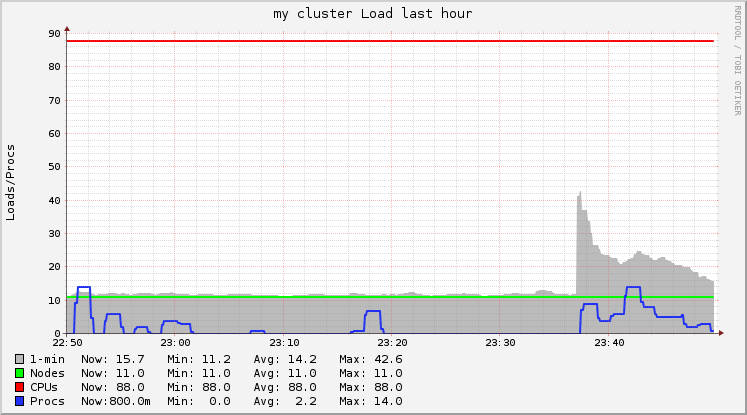 my cluster Load last hour
RRDTOOL / TOBI OETIKER
Loads/Procs
90
80
70
60
50
40
30
20
10
0
22:50 23:00 23:10 23:20 23:30 23:40
1-min Now: 15.7 Min: 11.2 Avg: 14.2 Max: 42.6
Nodes Now: 11.0 Min: 11.0 Avg: 11.0 Max: 11.0
CPUs Now: 88.0 Min: 88.0 Avg: 88.0 Max: 88.0
Procs Now:800.0m Min: 0.0 Avg: 2.2 Max: 14.0